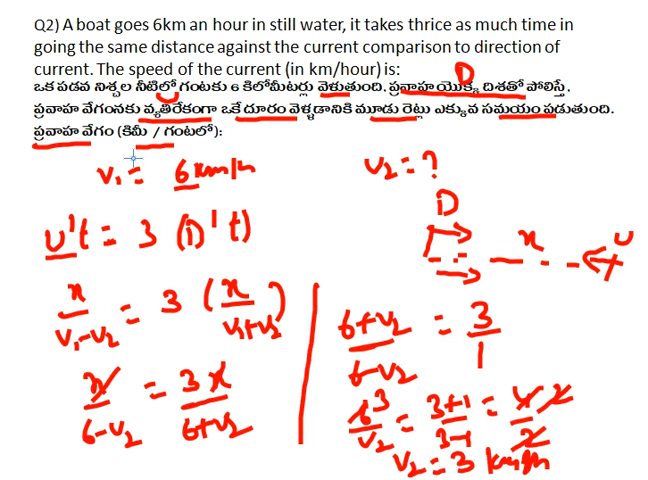 Q2) A boat goes 6km an hour in still water, it takes thrice as much time in
going the same distance against the current comparison to direction of
current. The speed of the current (in km/hour) is:
D
ఒక పడవ నిశ్చల నీటిలో గంటకు 6 కిలోమీటర్లు వెళుతుంది. ప్రవాహ యొక్క దిశతో పోలిస్తే,
ప్రవాహ వేగంనకు వ్యతిరేకంగా ఒకే దూరం వెళ్ళడానికి మూడు రెట్లు ఎక్కువ సమయం పడుతుంది.
ప్రవాహ వేగం (కిమీ / గంటలో):
V₁ = 6 km/h
V₂ = ?
U't = 3 (D't)
D
x
U
x/(V₁-V₂) = 3 (x/(V₁+V₂))
x/(6-V₂) = 3x/(6+V₂)
(6+V₂)/(6-V₂) = 3/1
6/V₂ = (3+1)/(3-1) = 4/2
3
2
V₂ = 3 km/h